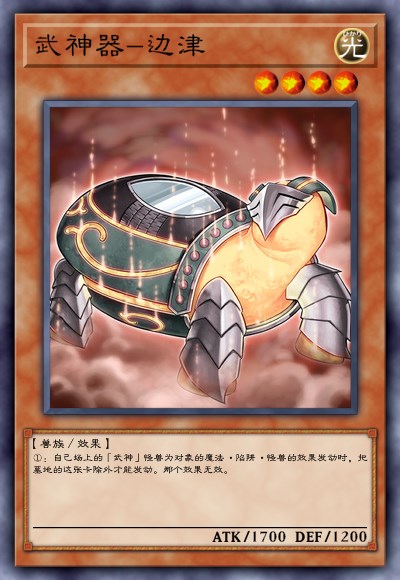 武神器-边津
光
【兽族/效果】
①:自己场上的「武神」怪兽为对象的魔法·陷阱·怪兽的效果发动时,把
墓地的这张卡除外才能发动。那个效果无效。
ATK/1700 DEF/1200